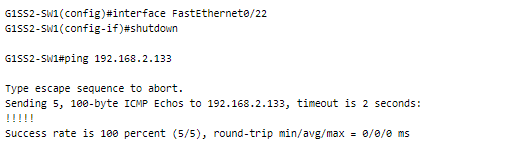 G1SS2-SW1(config)#interface FastEthernet0/22
G1SS2-SW1(config-if)#shutdown
G1SS2-SW1#ping 192.168.2.133
Type escape sequence to abort.
Sending 5, 100-byte ICMP Echos to 192.168.2.133, timeout is 2 seconds:
!!!!!
Success rate is 100 percent (5/5), round-trip min/avg/max = 0/0/0 ms